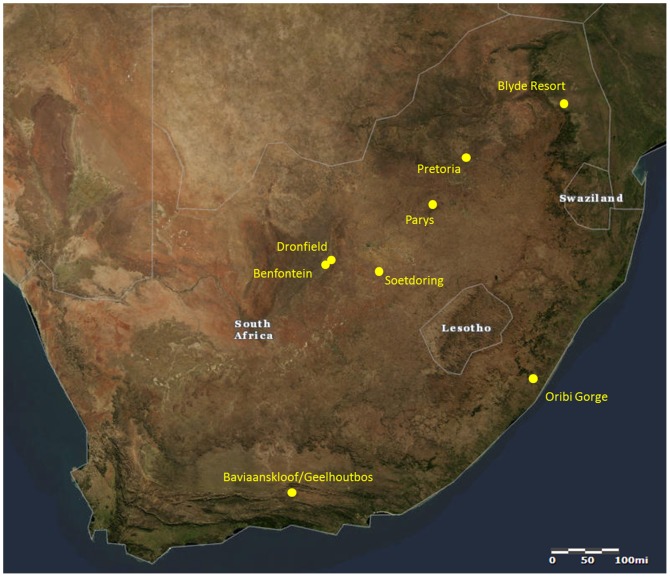 Blyde Resort
Pretoria
Swaziland
Parys
Dronfield
Benfontein
Soetdoring
South
Africa
Lesotho
Oribi Gorge
Baviaanskloof/Geelhoutbos
0 50 100mi